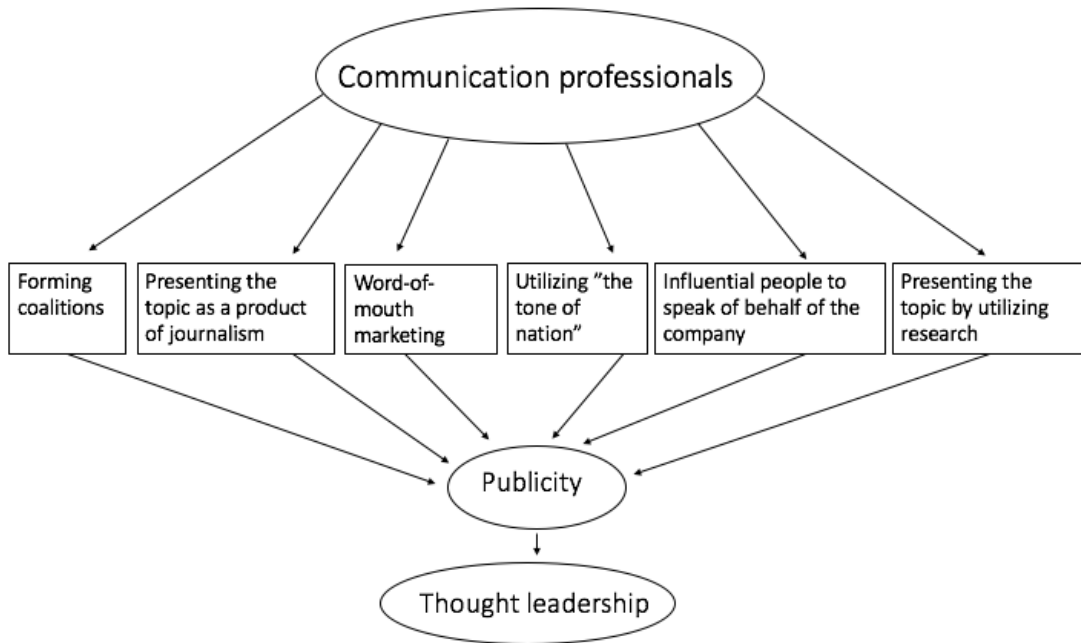 Communication professionals
Forming
coalitions
Presenting the
topic as a product
of journalism
Word-of-
mouth
marketing
Utilizing ”the
tone of
nation”
Influential people to
speak of behalf of the
company
Presenting the
topic by utilizing
research
Publicity
Thought leadership